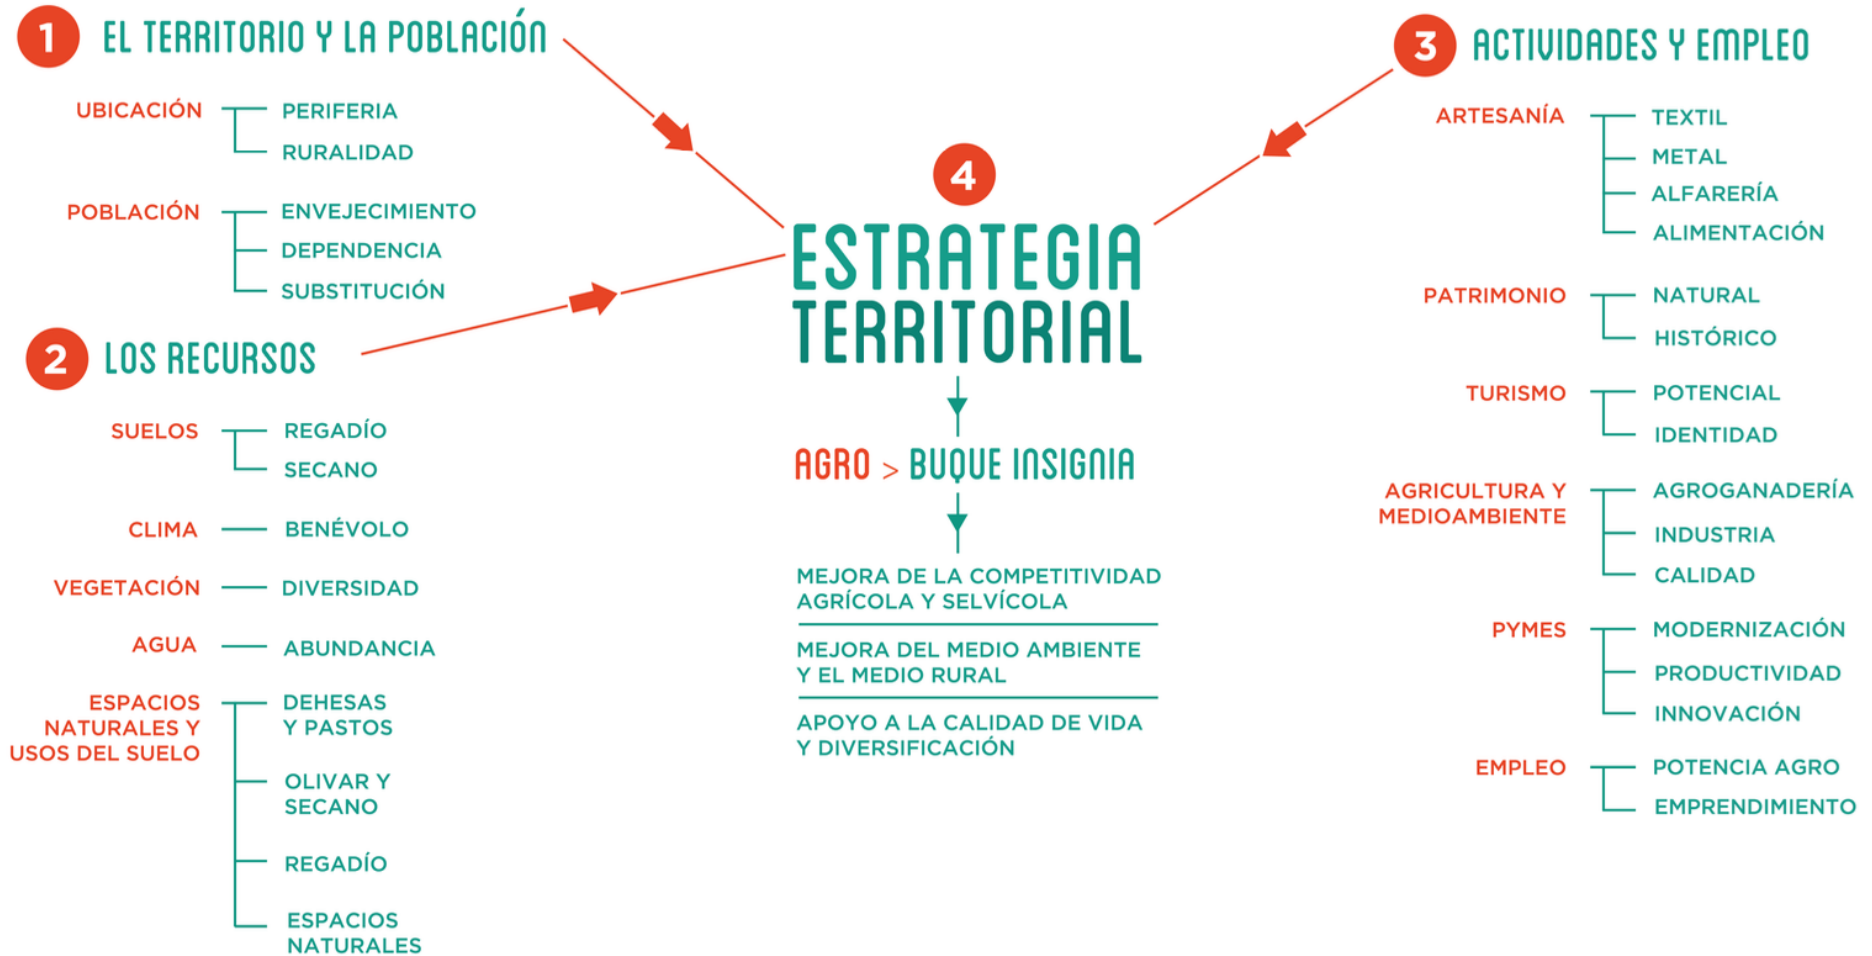 1 EL TERRITORIO Y LA POBLACIÓN
UBICACIÓN
PERIFERIA
RURALIDAD
POBLACIÓN
ENVEJECIMIENTO
DEPENDENCIA
SUBSTITUCIÓN
2 LOS RECURSOS
SUELOS
REGADÍO
SECANO
CLIMA
BENÉVOLO
VEGETACIÓN
DIVERSIDAD
AGUA
ABUNDANCIA
ESPACIOS
NATURALES Y
USOS DEL SUELO
DEHESAS
Y PASTOS
OLIVAR Y
SECANO
REGADÍO
ESPACIOS
NATURALES
3 ACTIVIDADES Y EMPLEO
ARTESANÍA
TEXTIL
METAL
ALFARERÍA
ALIMENTACIÓN
PATRIMONIO
NATURAL
HISTÓRICO
TURISMO
POTENCIAL
IDENTIDAD
AGRICULTURA Y
MEDIOAMBIENTE
AGROGANADERÍA
INDUSTRIA
CALIDAD
PYMES
MODERNIZACIÓN
PRODUCTIVIDAD
INNOVACIÓN
EMPLEO
POTENCIA AGRO
EMPRENDIMIENTO
4
ESTRATEGIA
TERRITORIAL
AGRO > BUQUE INSIGNIA
MEJORA DE LA COMPETITIVIDAD
AGRÍCOLA Y SELVÍCOLA
MEJORA DEL MEDIO AMBIENTE
Y EL MEDIO RURAL
APOYO A LA CALIDAD DE VIDA
Y DIVERSIFICACIÓN